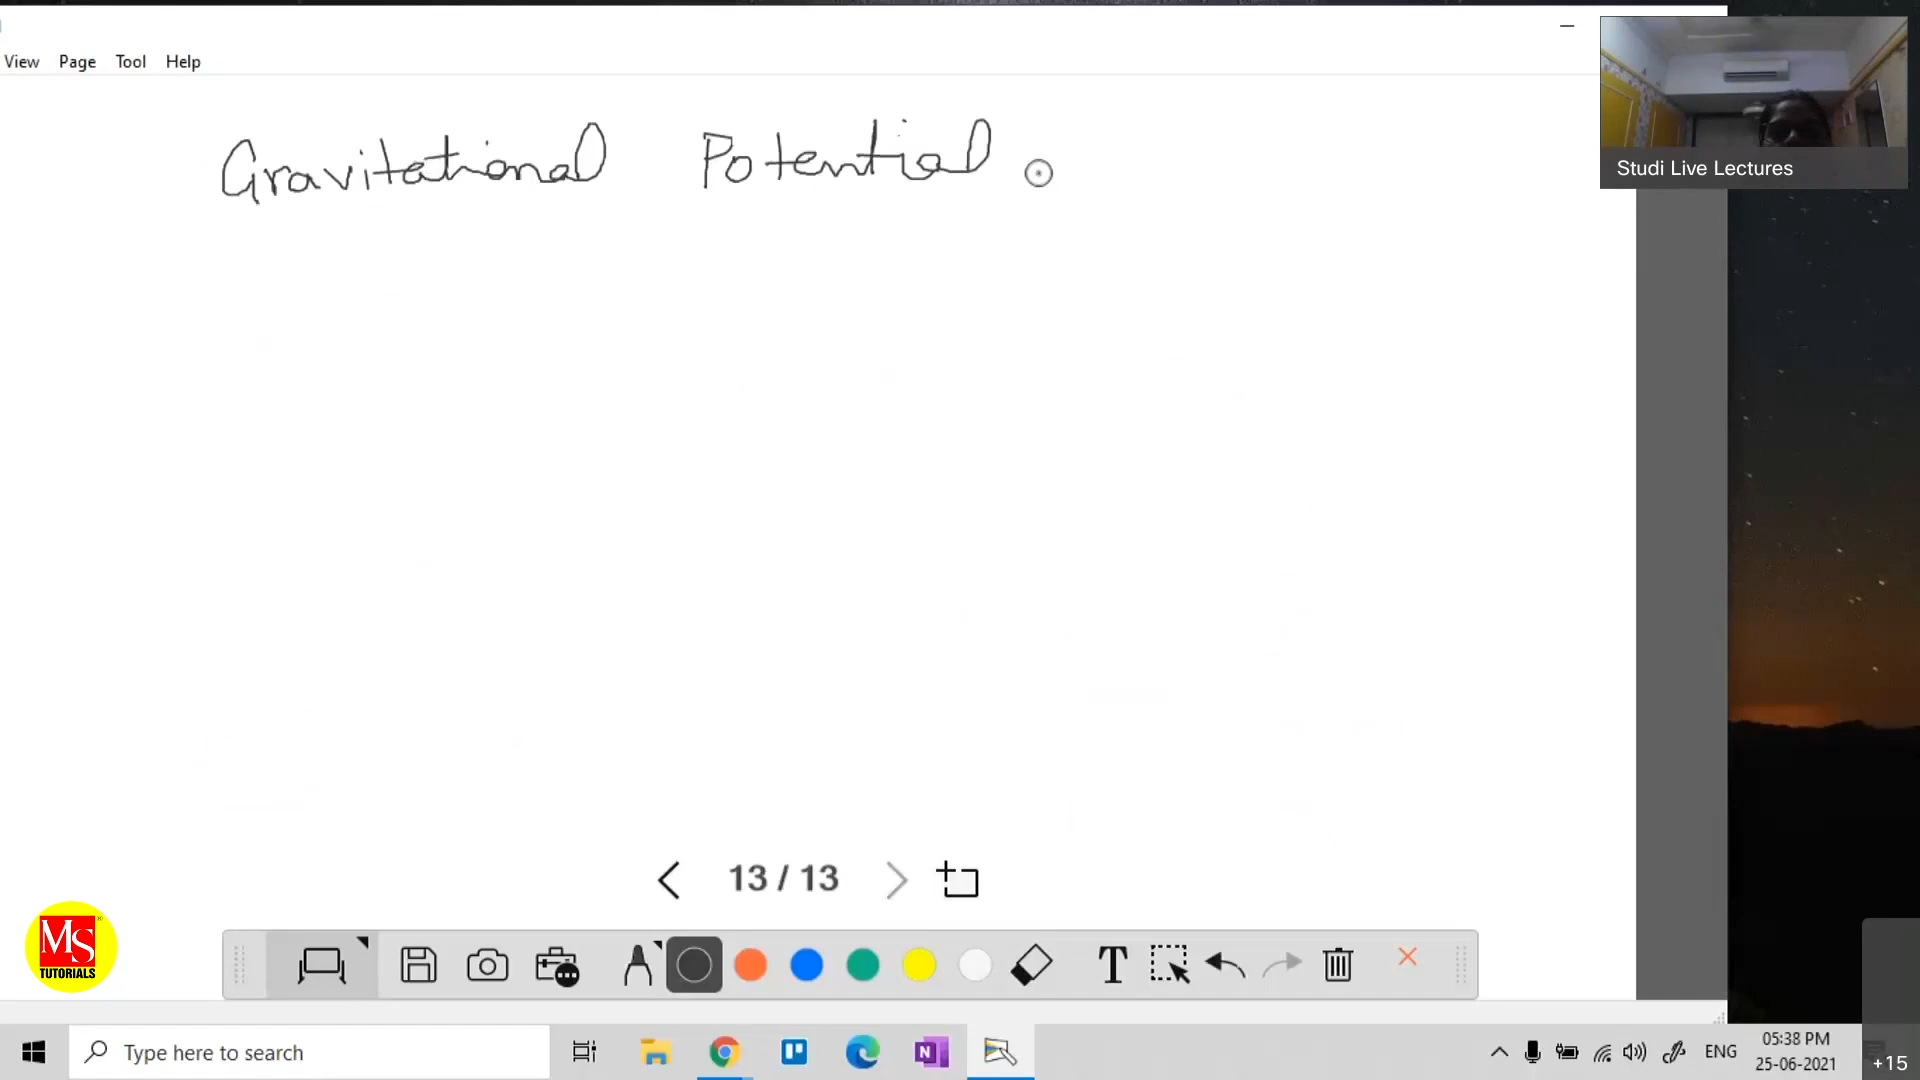 View Page Tool Help
Studi Live Lectures
Gravitational Potential
13 / 13
MS
TUTORIALS
T
Type here to search
N
ENG
05:38 PM
25-06-2021
+15